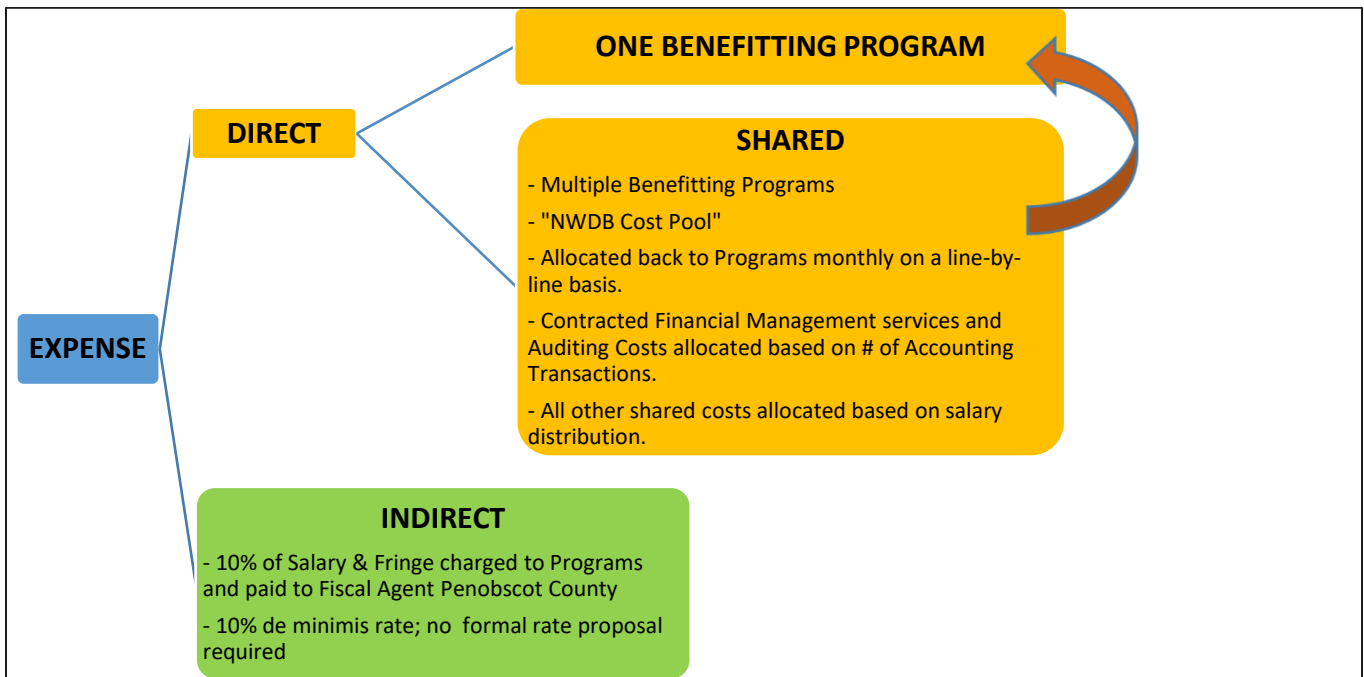 ONE BENEFITTING PROGRAM
DIRECT
SHARED
- Multiple Benefitting Programs
- "NWDB Cost Pool"
- Allocated back to Programs monthly on a line-by-
line basis.
- Contracted Financial Management services and
Auditing Costs allocated based on # of Accounting
Transactions.
- All other shared costs allocated based on salary
distribution.
EXPENSE
INDIRECT
- 10% of Salary & Fringe charged to Programs
and paid to Fiscal Agent Penobscot County
- 10% de minimis rate; no  formal rate proposal
required